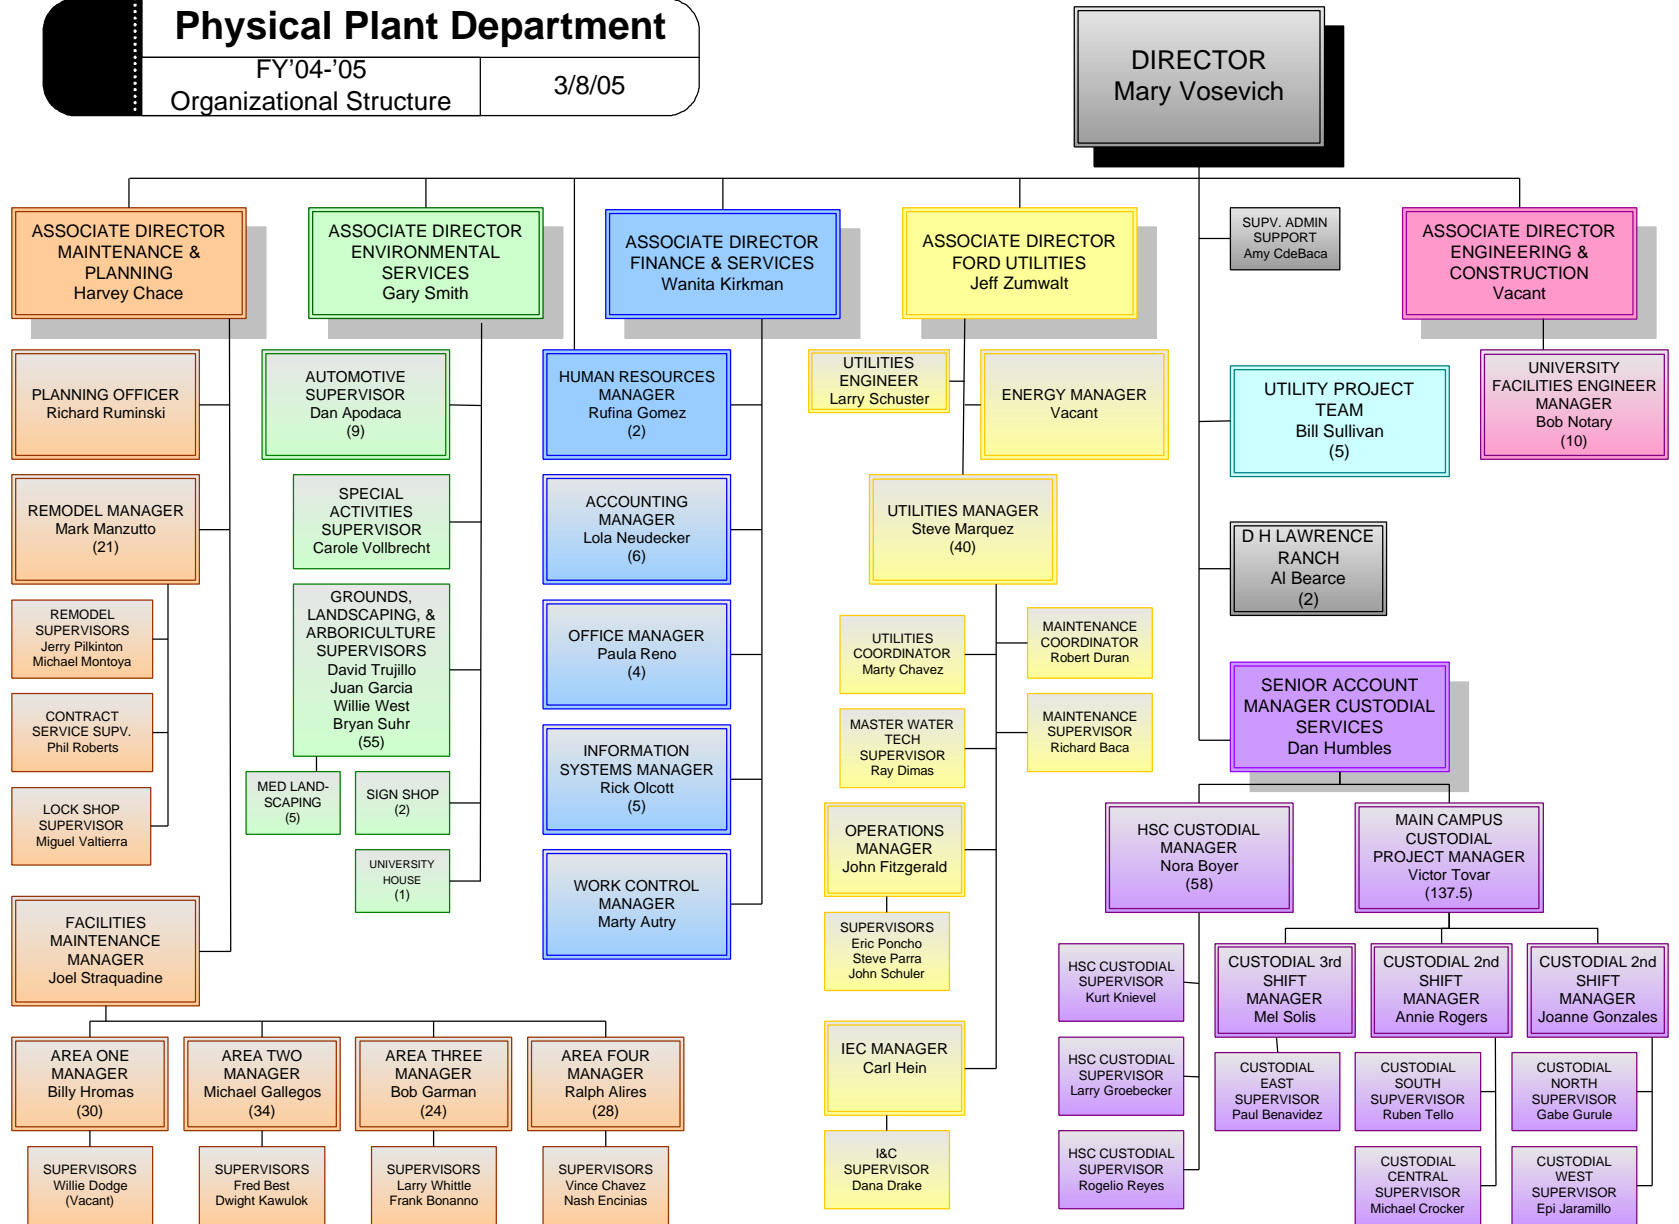 Physical Plant Department
FY'04-'05
Organizational Structure
3/8/05
DIRECTOR
Mary Vosevich
ASSOCIATE DIRECTOR
MAINTENANCE &
PLANNING
Harvey Chace
ASSOCIATE DIRECTOR
ENVIRONMENTAL
SERVICES
Gary Smith
ASSOCIATE DIRECTOR
FINANCE & SERVICES
Wanita Kirkman
ASSOCIATE DIRECTOR
FORD UTILITIES
Jeff Zumwalt
SUPV. ADMIN
SUPPORT
Amy CdeBaca
ASSOCIATE DIRECTOR
ENGINEERING &
CONSTRUCTION
Vacant
PLANNING OFFICER
Richard Ruminski
REMODEL MANAGER
Mark Manzutto
(21)
REMODEL
SUPERVISORS
Jerry Pilkinton
Michael Montoya
CONTRACT
SERVICE SUPV.
Phil Roberts
LOCK SHOP
SUPERVISOR
Miguel Valtierra
FACILITIES
MAINTENANCE
MANAGER
Joel Straquadine
AREA ONE
MANAGER
Billy Hromas
(30)
SUPERVISORS
Willie Dodge
(Vacant)
AREA TWO
MANAGER
Michael Gallegos
(34)
SUPERVISORS
Fred Best
Dwight Kawulok
AREA THREE
MANAGER
Bob Garman
(24)
SUPERVISORS
Larry Whittle
Frank Bonanno
AREA FOUR
MANAGER
Ralph Alires
(28)
SUPERVISORS
Vince Chavez
Nash Encinias
AUTOMOTIVE
SUPERVISOR
Dan Apodaca
(9)
SPECIAL
ACTIVITIES
SUPERVISOR
Carole Vollbrecht
GROUNDS,
LANDSCAPING, &
ARBORICULTURE
SUPERVISORS
David Trujillo
Juan Garcia
Willie West
Bryan Suhr
(55)
MED LAND-
SCAPING
(5)
SIGN SHOP
(2)
UNIVERSITY
HOUSE
(1)
HUMAN RESOURCES
MANAGER
Rufina Gomez
(2)
ACCOUNTING
MANAGER
Lola Neudecker
(6)
OFFICE MANAGER
Paula Reno
(4)
INFORMATION
SYSTEMS MANAGER
Rick Olcott
(5)
WORK CONTROL
MANAGER
Marty Autry
UTILITIES
ENGINEER
Larry Schuster
ENERGY MANAGER
Vacant
UTILITIES MANAGER
Steve Marquez
(40)
UTILITIES
COORDINATOR
Marty Chavez
MAINTENANCE
COORDINATOR
Robert Duran
MASTER WATER
TECH
SUPERVISOR
Ray Dimas
MAINTENANCE
SUPERVISOR
Richard Baca
OPERATIONS
MANAGER
John Fitzgerald
SUPERVISORS
Eric Poncho
Steve Parra
John Schuler
IEC MANAGER
Carl Hein
I&C
SUPERVISOR
Dana Drake
UTILITY PROJECT
TEAM
Bill Sullivan
(5)
D H LAWRENCE
RANCH
Al Bearce
(2)
SENIOR ACCOUNT
MANAGER CUSTODIAL
SERVICES
Dan Humbles
HSC CUSTODIAL
MANAGER
Nora Boyer
(58)
HSC CUSTODIAL
SUPERVISOR
Kurt Knievel
HSC CUSTODIAL
SUPERVISOR
Larry Groebecker
HSC CUSTODIAL
SUPERVISOR
Rogelio Reyes
MAIN CAMPUS
CUSTODIAL
PROJECT MANAGER
Victor Tovar
(137.5)
CUSTODIAL 3rd
SHIFT
MANAGER
Mel Solis
CUSTODIAL
EAST
SUPERVISOR
Paul Benavidez
CUSTODIAL 2nd
SHIFT
MANAGER
Annie Rogers
CUSTODIAL
SOUTH
SUPVERVISOR
Ruben Tello
CUSTODIAL
CENTRAL
SUPERVISOR
Michael Crocker
CUSTODIAL 2nd
SHIFT
MANAGER
Joanne Gonzales
CUSTODIAL
NORTH
SUPERVISOR
Gabe Gurule
CUSTODIAL
WEST
SUPERVISOR
Epi Jaramillo
UNIVERSITY
FACILITIES ENGINEER
MANAGER
Bob Notary
(10)